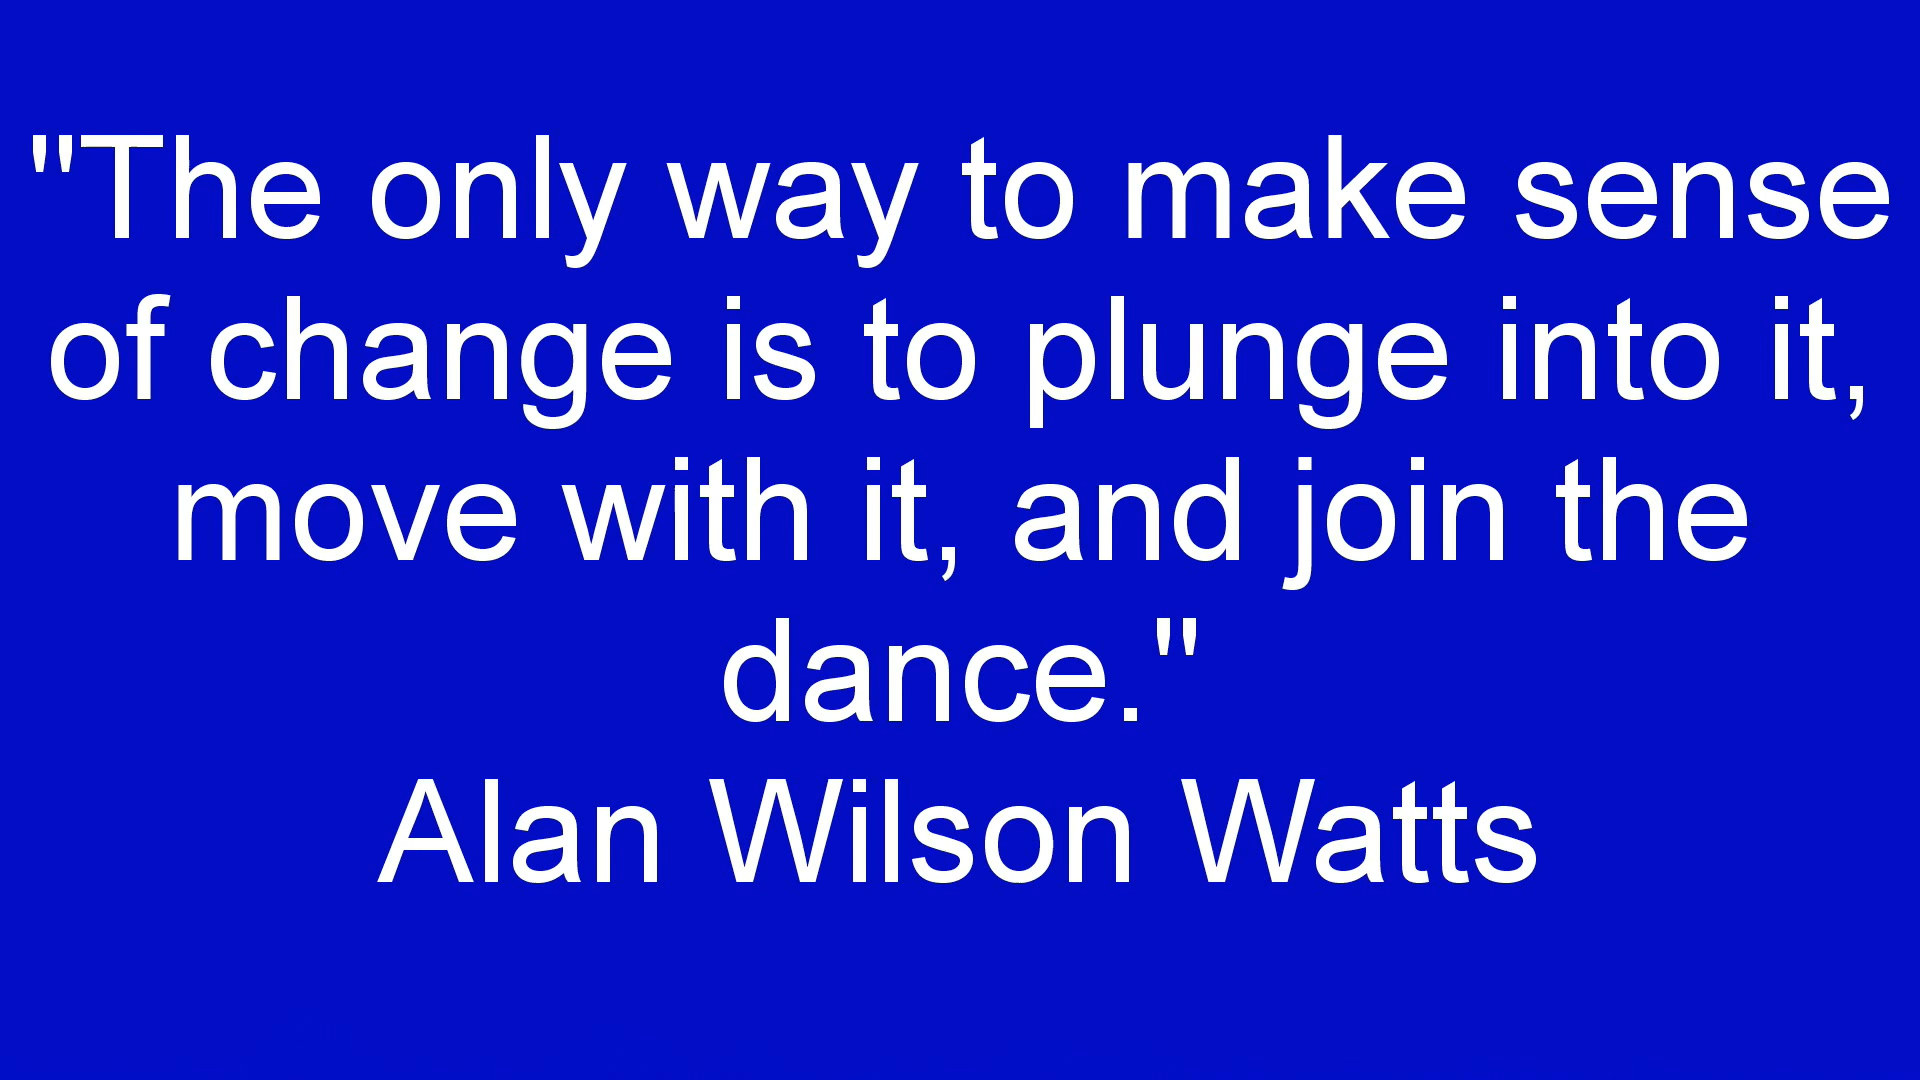 "The only way to make sense
of change is to plunge into it,
move with it, and join the
dance."
Alan Wilson Watts